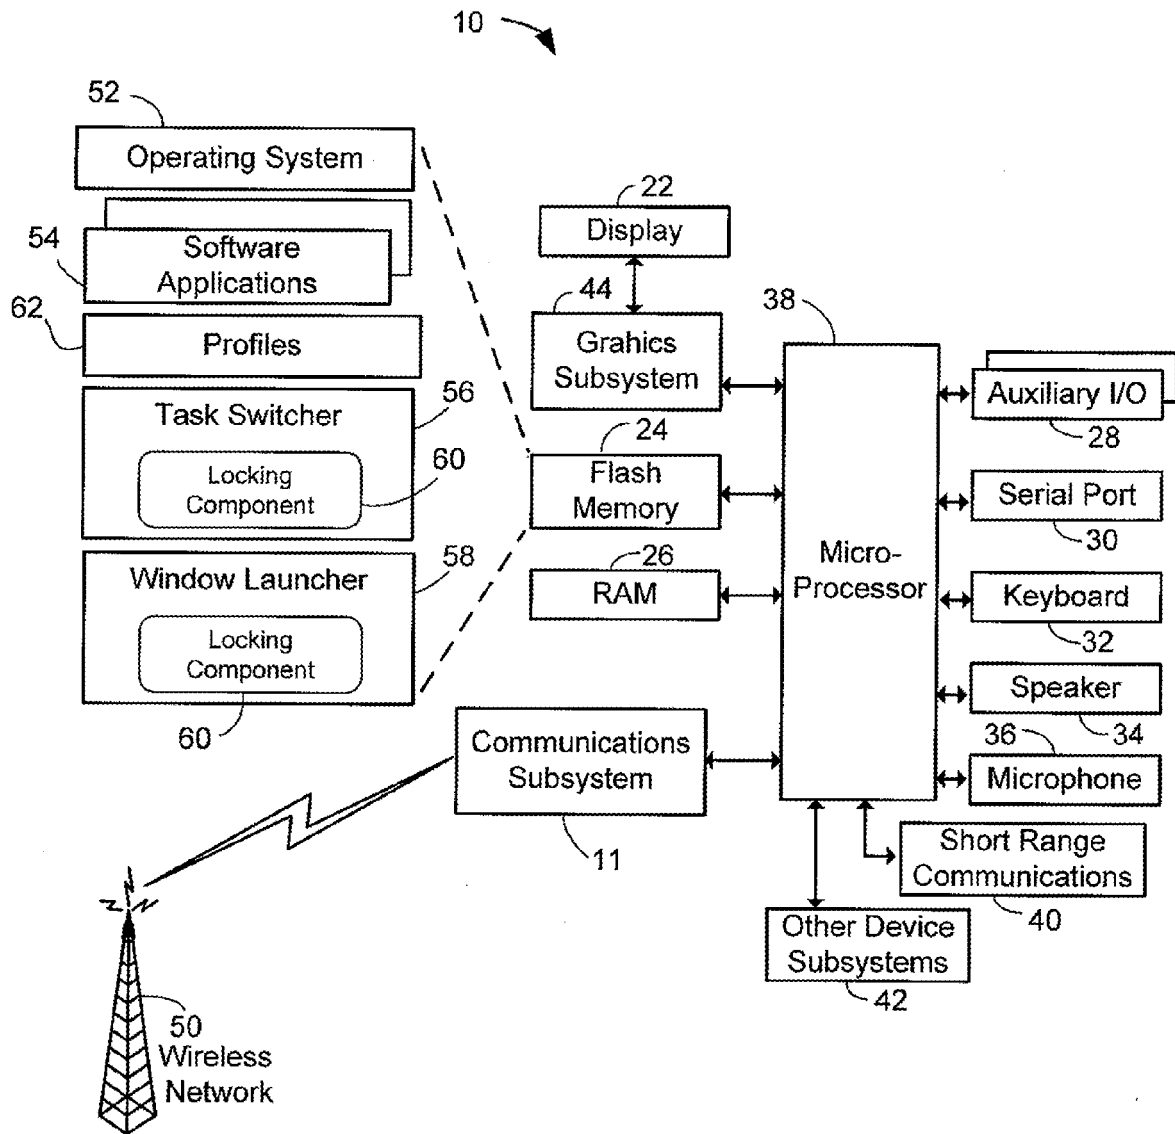 10
52
Operating System
Software
Applications
54
62
Profiles
Task Switcher
56
Locking
Component
60
Window Launcher
58
Locking
Component
60
22
Display
44
Grahics
Subsystem
24
Flash
Memory
26
RAM
Communications
Subsystem
11
38
Micro-
Processor
Auxiliary I/O
28
Serial Port
30
Keyboard
32
Speaker
34
36
Microphone
Short Range
Communications
40
Other Device
Subsystems
42
50
Wireless
Network